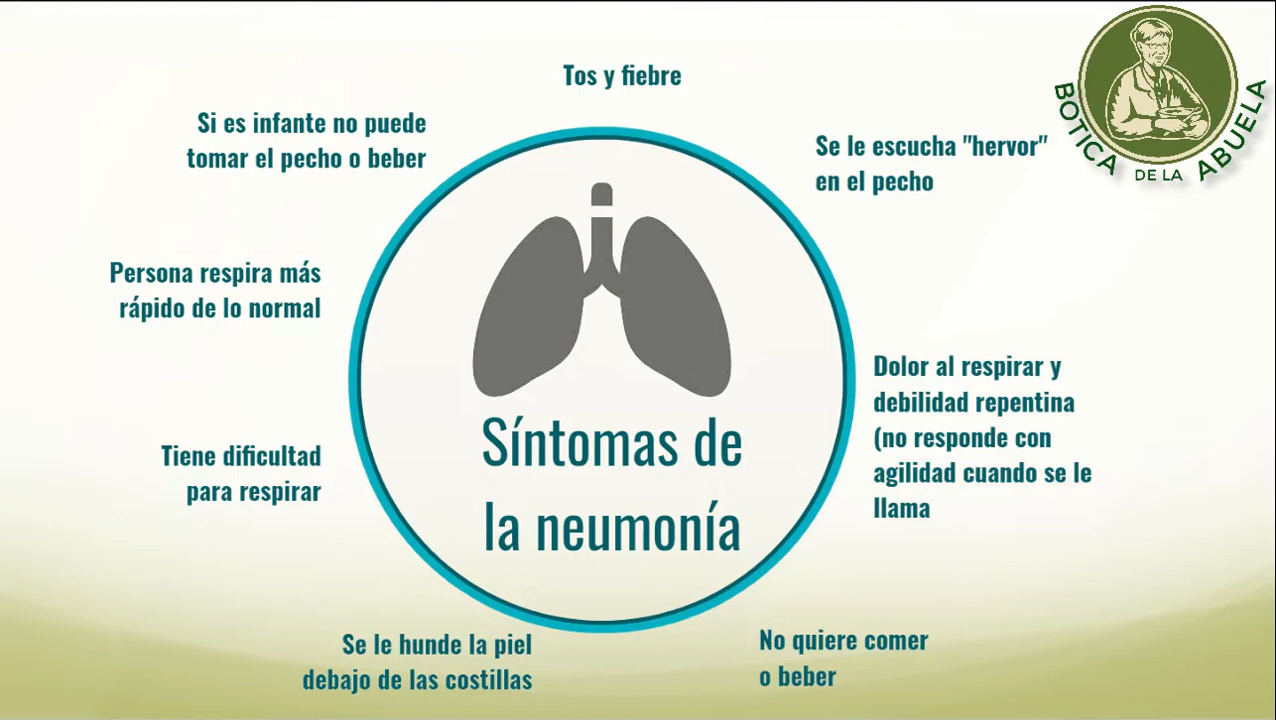 Tos y fiebre
Si es infante no puede
tomar el pecho o beber
Se le escucha "hervor"
en el pecho
BOTICA
DE LA
ABUELA
Persona respira más
rápido de lo normal
Dolor al respirar y
debilidad repentina
(no responde con
agilidad cuando se le
llama
Tiene dificultad
para respirar
Síntomas de
la neumonía
Se le hunde la piel
debajo de las costillas
No quiere comer
o beber